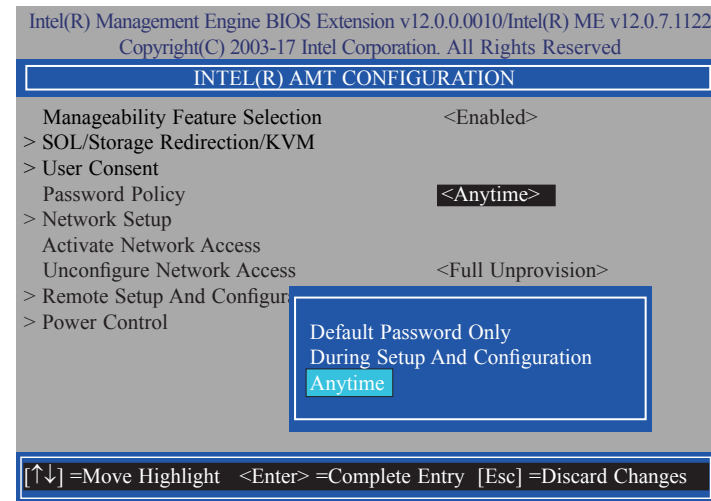 Intel(R) Management Engine BIOS Extension v12.0.0.0010/Intel(R) ME v12.0.7.1122
Copyright(C) 2003-17 Intel Corporation. All Rights Reserved
INTEL(R) AMT CONFIGURATION
Manageability Feature Selection <Enabled>
> SOL/Storage Redirection/KVM
> User Consent
Password Policy <Anytime>
> Network Setup
Activate Network Access
Unconfigure Network Access <Full Unprovision>
> Remote Setup And Configur
> Power Control
Default Password Only
During Setup And Configuration
Anytime
[↑↓] =Move Highlight <Enter> =Complete Entry [Esc] =Discard Changes